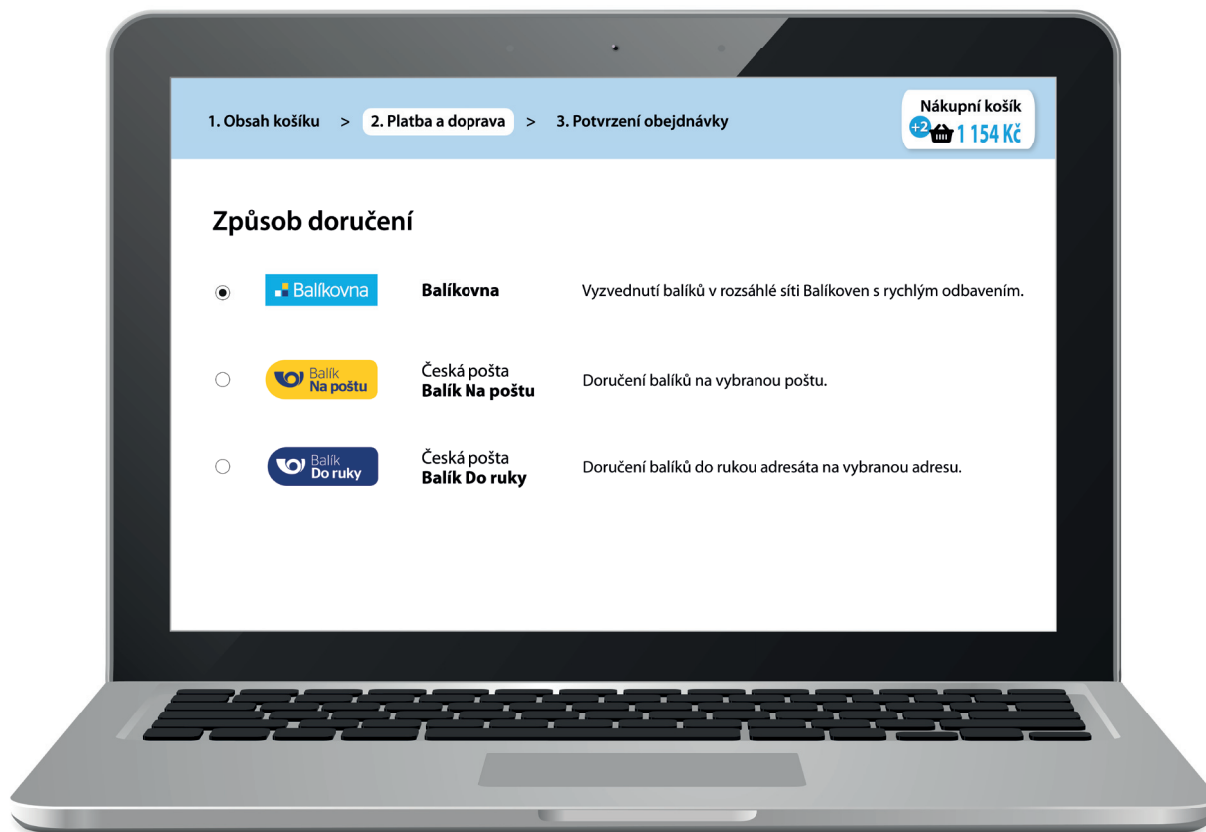 1. Obsah košíku > 2. Platba a doprava > 3. Potvrzení obejdnávky
Nákupní košík
+2 1 154 Kč
Způsob doručení
Balíkovna Balíkovna Vyzvednutí balíků v rozsáhlé síti Balíkoven s rychlým odbavením.
Balík
Na poštu
Česká pošta
Balík Na poštu
Doručení balíků na vybranou poštu.
Balík
Do ruky
Česká pošta
Balík Do ruky
Doručení balíků do rukou adresáta na vybranou adresu.